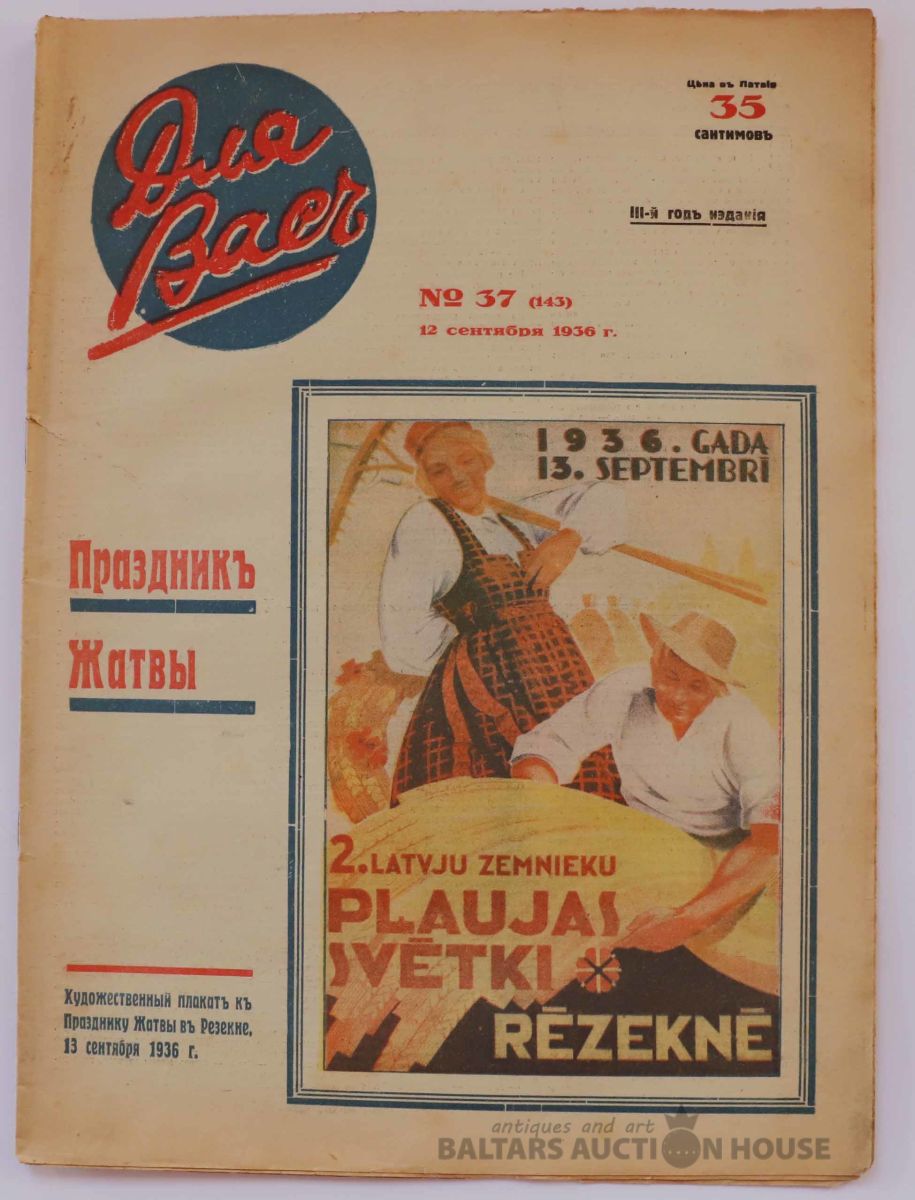 Для
Васъ
Цѣна въ Латвіи
35
сантимовъ
III-й годъ изданія
№ 37 (143)
12 сентября 1936 г.
Праздникъ
Жатвы
1936. GADA
13. SEPTEMBRĪ
2. LATVJU ZEMNIEKU
PĻAUJAS
SVĒTKI
RĒZEKNĒ
Художественный плакатъ къ
Празднику Жатвы въ Резекне,
13 сентября 1936 г.
antiques and art
BALTARS AUCTION HOUSE